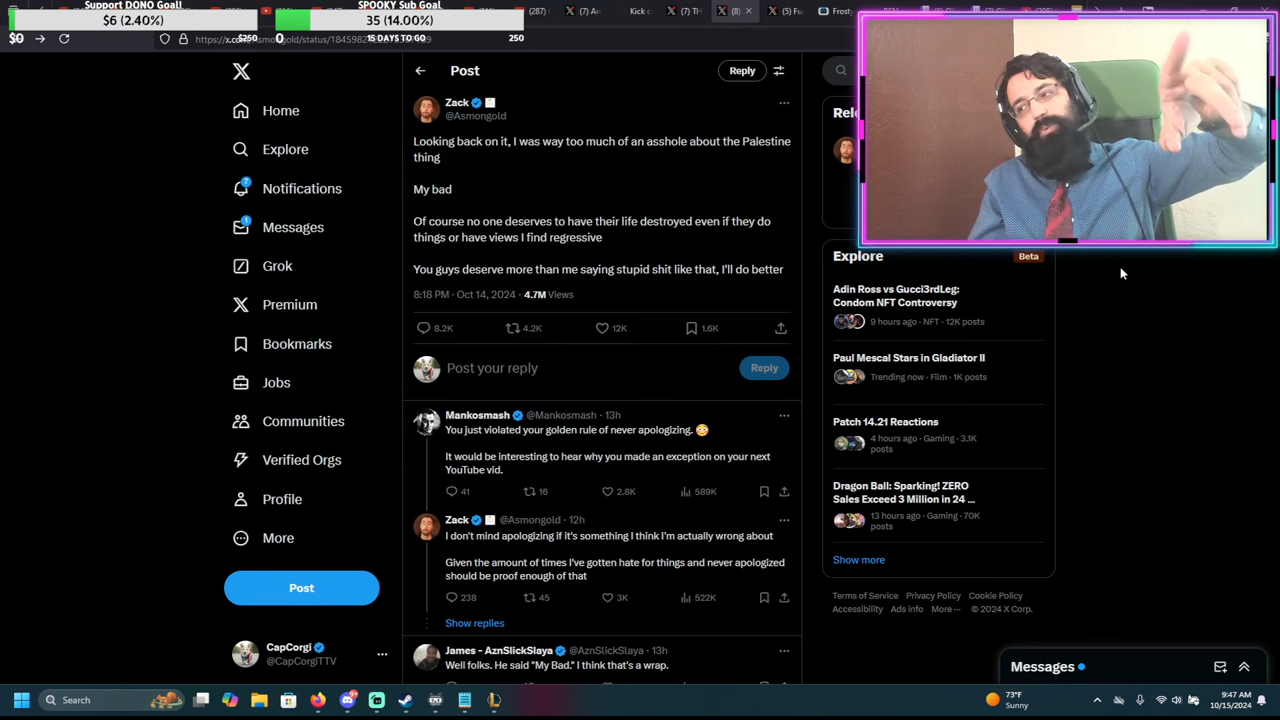 Support DONO Goal!
$6 (2.40%)
$0
$250
SPOOKY Sub Goal
35 (14.00%)
0
15 DAYS TO GO
250
(287)
Kick c
(7) TH
(8)
(5) Fu
Frosty
Post
Reply
Zack
@Asmongold
Looking back on it, I was way too much of an asshole about the Palestine
thing
My bad
Of course no one deserves to have their life destroyed even if they do
things or have views I find regressive
You guys deserve more than me saying stupid shit like that, I'll do better
8:18 PM · Oct 14, 2024 · 4.7M Views
8.2K
4.2K
12K
1.6K
Post your reply
Reply
Mankosmash @Mankosmash · 13h
You just violated your golden rule of never apologizing. 😳
It would be interesting to hear why you made an exception on your next
YouTube vid.
41
16
2.8K
589K
Zack @Asmongold · 12h
I don't mind apologizing if it's something I think I'm actually wrong about
Given the amount of times I've gotten hate for things and never apologized
should be proof enough of that
238
45
3K
522K
Show replies
James - AznSlickSlaya @AznSlickSlaya · 13h
Well folks. He said "My Bad." I think that's a wrap.
Home
Explore
7
Notifications
1
Messages
Grok
Premium
Bookmarks
Jobs
Communities
Verified Orgs
Profile
More
Post
CapCorgi
@CapCorgiTTV
Explore
Beta
Adin Ross vs Gucci3rdLeg:
Condom NFT Controversy
9 hours ago · NFT · 12K posts
Paul Mescal Stars in Gladiator II
Trending now · Film · 1K posts
Patch 14.21 Reactions
4 hours ago · Gaming · 3.1K
posts
Dragon Ball: Sparking! ZERO
Sales Exceed 3 Million in 24 ...
13 hours ago · Gaming · 70K
posts
Show more
Terms of Service Privacy Policy Cookie Policy
Accessibility Ads info More ··· © 2024 X Corp.
Messages
Search
73°F
Sunny
9:47 AM
10/15/2024